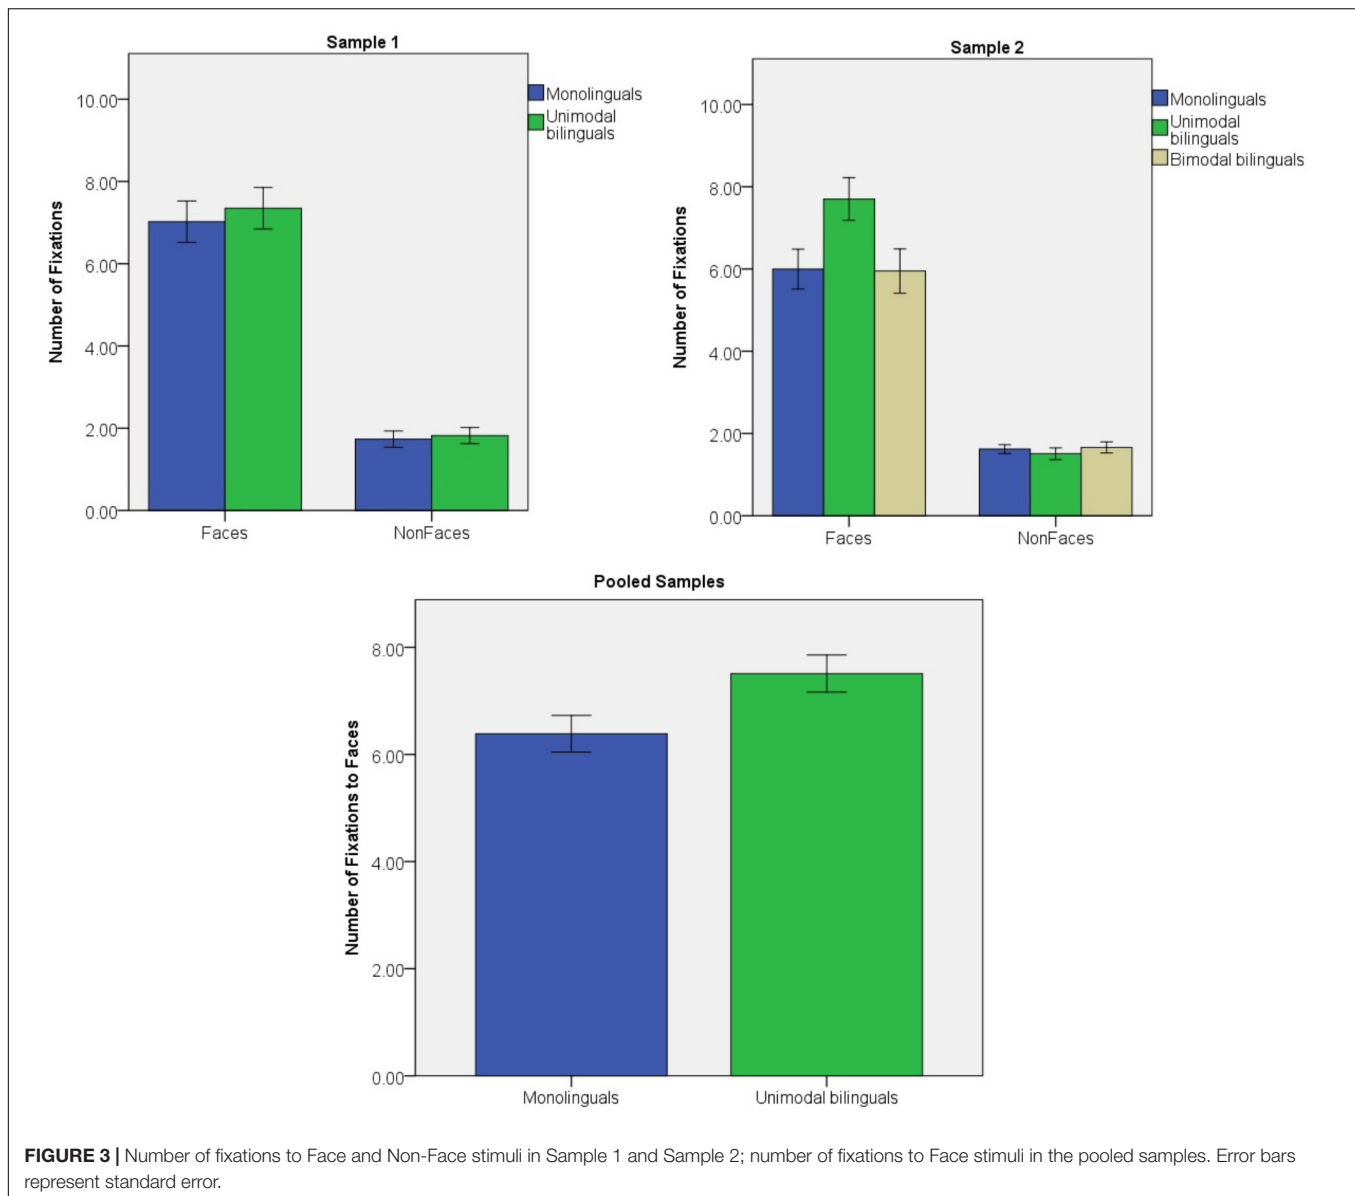 Sample 1
10.00
8.00
6.00
4.00
2.00
0.00
Number of Fixations
Faces
NonFaces
Monolinguals
Unimodal
bilinguals
Sample 2
10.00
8.00
6.00
4.00
2.00
0.00
Number of Fixations
Faces
NonFaces
Monolinguals
Unimodal
bilinguals
Bimodal bilinguals
Pooled Samples
8.00
6.00
4.00
2.00
0.00
Number of Fixations to Faces
Monolinguals
Unimodal bilinguals
FIGURE 3 | Number of fixations to Face and Non-Face stimuli in Sample 1 and Sample 2; number of fixations to Face stimuli in the pooled samples. Error bars
represent standard error.